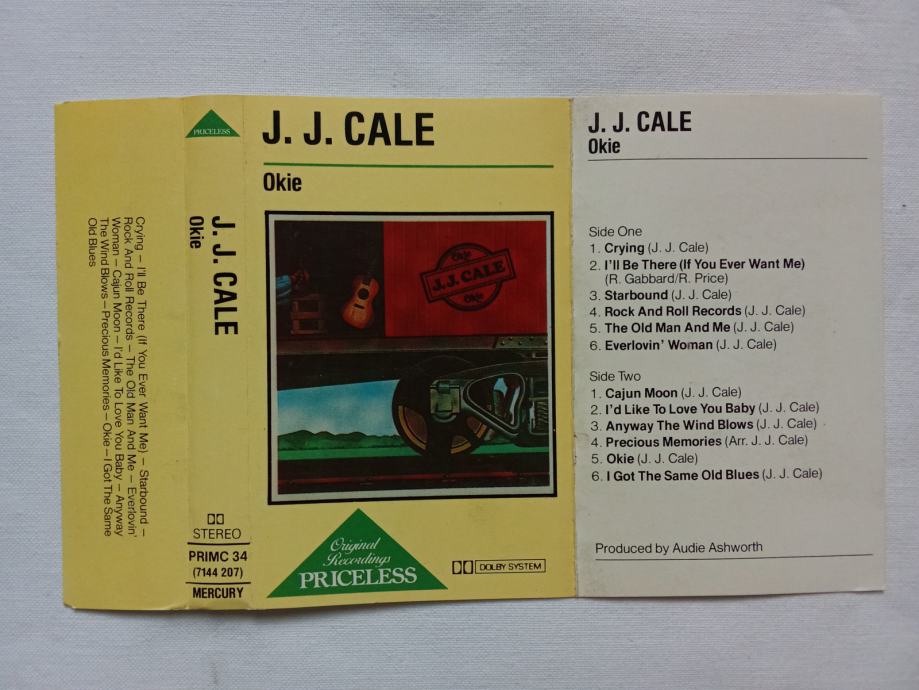 Crying – I'll Be There (If You Ever Want Me) – Starbound –
Rock And Roll Records – The Old Man And Me – Everlovin'
Woman – Cajun Moon – I'd Like To Love You Baby – Anyway
The Wind Blows – Precious Memories – Okie – I Got The Same
Old Blues
PRICELESS
J. J. CALE
Okie
STEREO
PRIMC 34
(7144 207)
MERCURY
J. J. CALE
Okie
Okie
J.J. CALE
Okie
Original
Recordings
PRICELESS
DOLBY SYSTEM
J. J. CALE
Okie
Side One
1. Crying (J. J. Cale)
2. I'll Be There (If You Ever Want Me)
(R. Gabbard/R. Price)
3. Starbound (J. J. Cale)
4. Rock And Roll Records (J. J. Cale)
5. The Old Man And Me (J. J. Cale)
6. Everlovin' Woman (J. J. Cale)
Side Two
1. Cajun Moon (J. J. Cale)
2. I'd Like To Love You Baby (J. J. Cale)
3. Anyway The Wind Blows (J. J. Cale)
4. Precious Memories (Arr. J. J. Cale)
5. Okie (J. J. Cale)
6. I Got The Same Old Blues (J. J. Cale)
Produced by Audie Ashworth